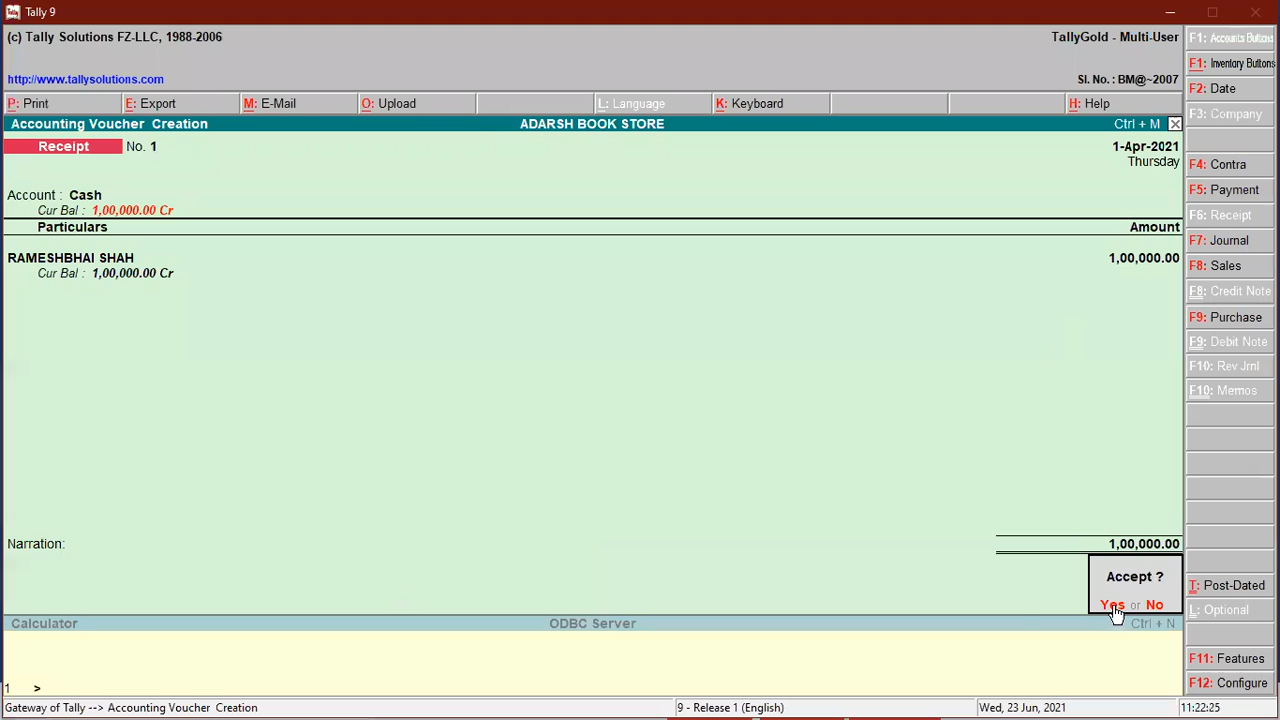 Tally 9
(c) Tally Solutions FZ-LLC, 1988-2006 TallyGold - Multi-User
http://www.tallysolutions.com Sl. No. : BM@~2007
P: Print E: Export M: E-Mail O: Upload L: Language K: Keyboard H: Help
Accounting Voucher Creation ADARSH BOOK STORE Ctrl + M
Receipt No. 1 1-Apr-2021
Thursday
Account : Cash
Cur Bal : 1,00,000.00 Cr
Particulars Amount
RAMESHBHAI SHAH 1,00,000.00
Cur Bal : 1,00,000.00 Cr
Narration: 1,00,000.00
Accept ?
Yes or No
Calculator ODBC Server Ctrl + N
1 >
Gateway of Tally --> Accounting Voucher Creation 9 - Release 1 (English) Wed, 23 Jun, 2021 11:22:25
F1: Accounts Buttons
F1: Inventory Buttons
F2: Date
F3: Company
F4: Contra
F5: Payment
F6: Receipt
F7: Journal
F8: Sales
F8: Credit Note
F9: Purchase
F9: Debit Note
F10: Rev Jrnl
F10: Memos
T: Post-Dated
L: Optional
F11: Features
F12: Configure